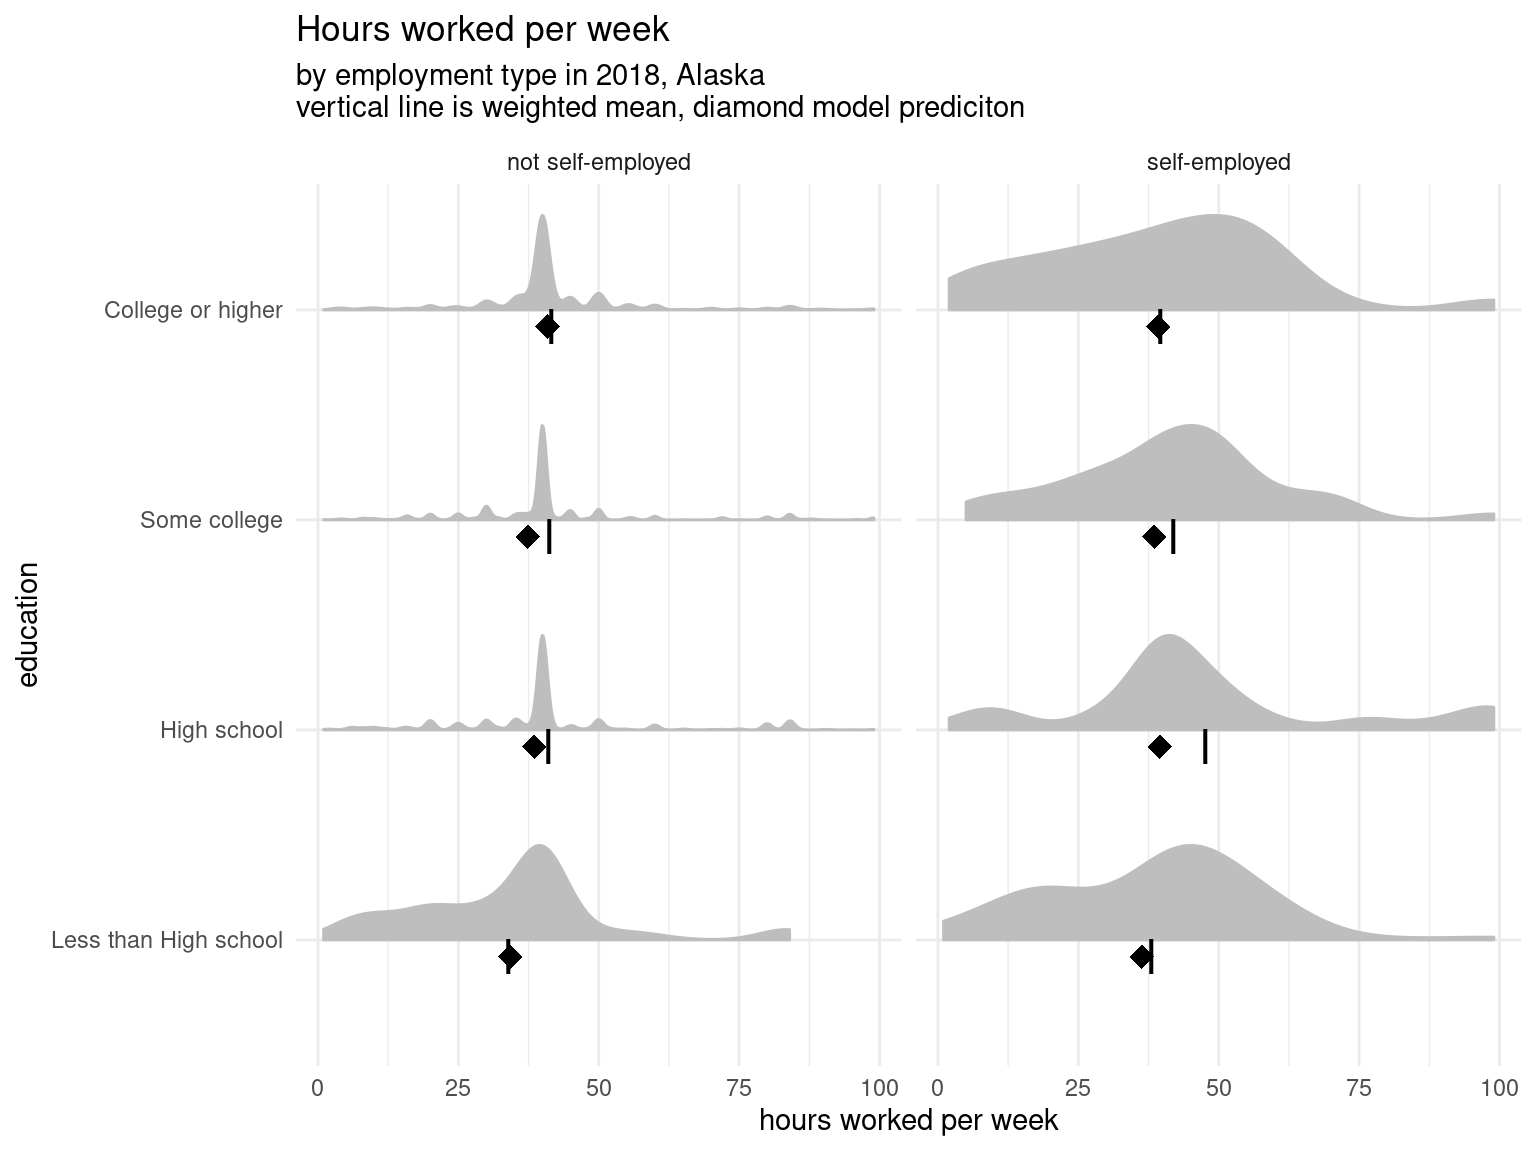 Hours worked per week
by employment type in 2018, Alaska
vertical line is weighted mean, diamond model prediciton
not self-employed
self-employed
College or higher
Some college
High school
Less than High school
education
0 25 50 75 100 0 25 50 75 100
hours worked per week